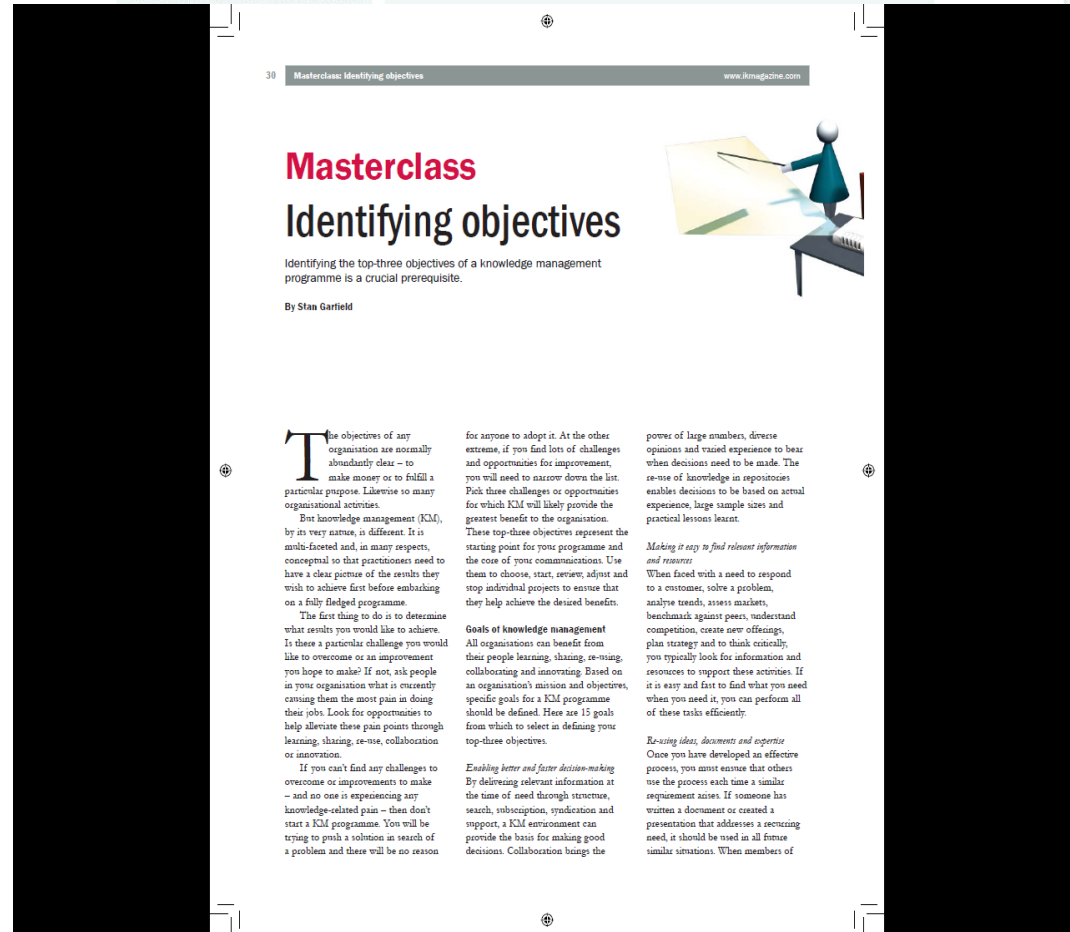 30 Masterclass: Identifying objectives www.ikmagazine.com
Masterclass
Identifying objectives
Identifying the top-three objectives of a knowledge management
programme is a crucial prerequisite.
By Stan Garfield
The objectives of any
organisation are normally
abundantly clear – to
make money or to fulfill a
particular purpose. Likewise so many
organisational activities.
But knowledge management (KM),
by its very nature, is different. It is
multi-faceted and, in many respects,
conceptual so that practitioners need to
have a clear picture of the results they
wish to achieve first before embarking
on a fully fledged programme.
The first thing to do is to determine
what results you would like to achieve.
Is there a particular challenge you would
like to overcome or an improvement
you hope to make? If not, ask people
in your organisation what is currently
causing them the most pain in doing
their jobs. Look for opportunities to
help alleviate these pain points through
learning, sharing, re-use, collaboration
or innovation.
If you can't find any challenges to
overcome or improvements to make
– and no one is experiencing any
knowledge-related pain – then don't
start a KM programme. You will be
trying to push a solution in search of
a problem and there will be no reason
for anyone to adopt it. At the other
extreme, if you find lots of challenges
and opportunities for improvement,
you will need to narrow down the list.
Pick three challenges or opportunities
for which KM will likely provide the
greatest benefit to the organisation.
These top-three objectives represent the
starting point for your programme and
the core of your communications. Use
them to choose, start, review, adjust and
stop individual projects to ensure that
they help achieve the desired benefits.
Goals of knowledge management
All organisations can benefit from
their people learning, sharing, re-using,
collaborating and innovating. Based on
an organisation's mission and objectives,
specific goals for a KM programme
should be defined. Here are 15 goals
from which to select in defining your
top-three objectives.
Enabling better and faster decision-making
By delivering relevant information at
the time of need through structure,
search, subscription, syndication and
support, a KM environment can
provide the basis for making good
decisions. Collaboration brings the
power of large numbers, diverse
opinions and varied experience to bear
when decisions need to be made. The
re-use of knowledge in repositories
enables decisions to be based on actual
experience, large sample sizes and
practical lessons learnt.
Making it easy to find relevant information
and resources
When faced with a need to respond
to a customer, solve a problem,
analyse trends, assess markets,
benchmark against peers, understand
competition, create new offerings,
plan strategy and to think critically,
you typically look for information and
resources to support these activities. If
it is easy and fast to find what you need
when you need it, you can perform all
of these tasks efficiently.
Re-using ideas, documents and expertise
Once you have developed an effective
process, you must ensure that others
use the process each time a similar
requirement arises. If someone has
written a document or created a
presentation that addresses a recurring
need, it should be used in all future
similar situations. When members of